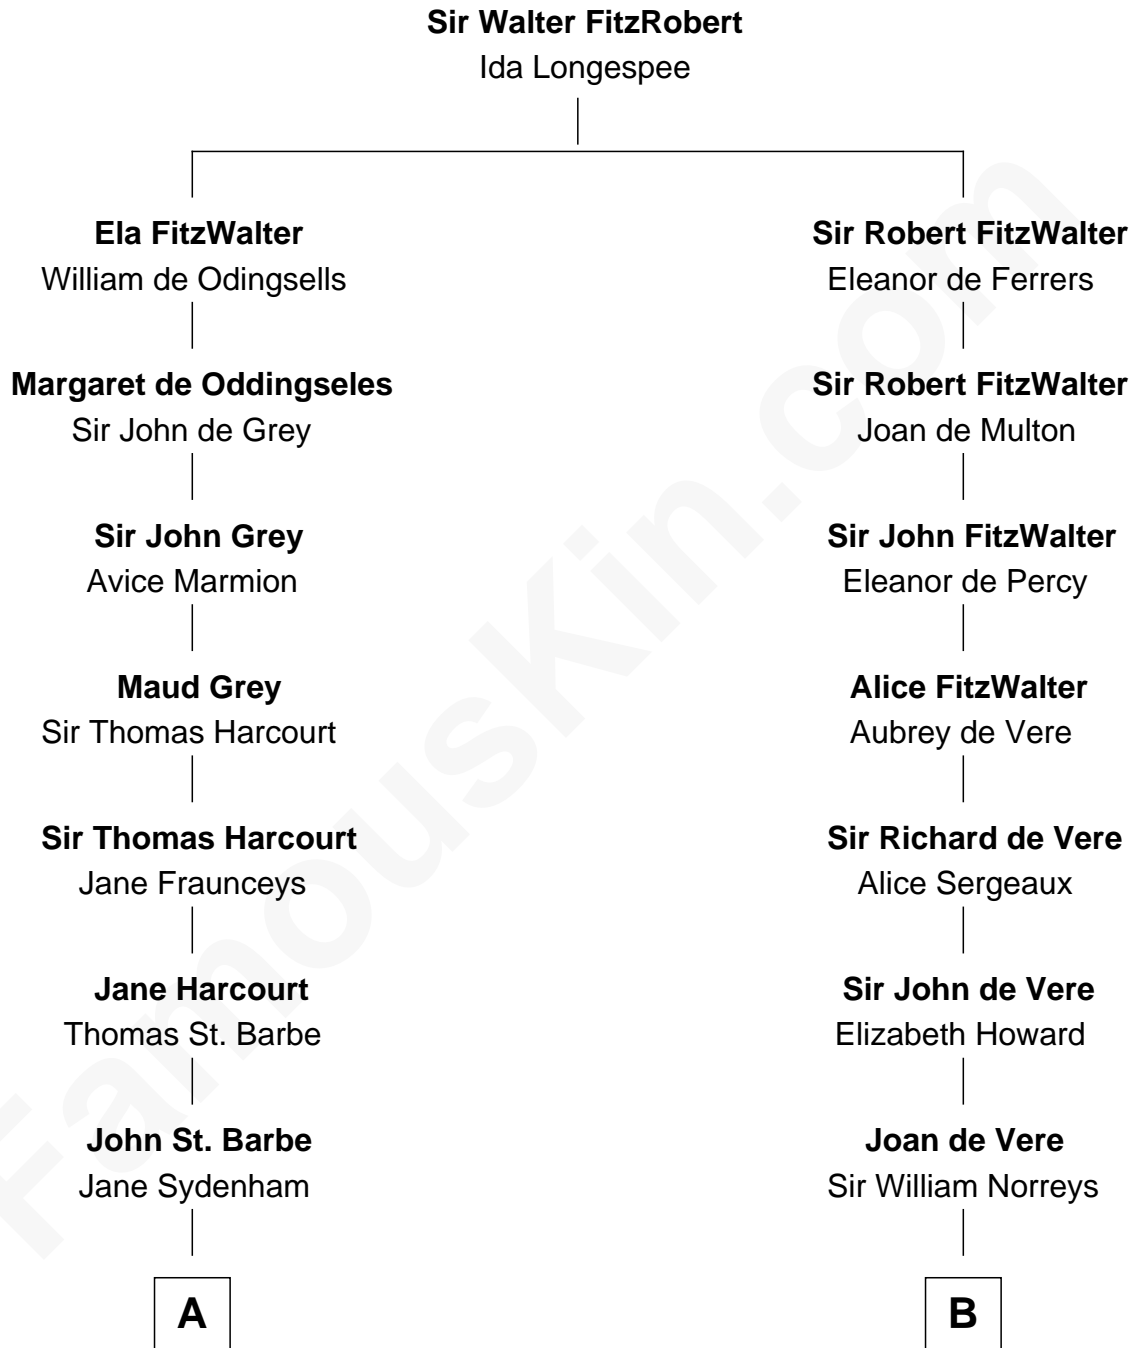 Sir Walter FitzRobert
Ida Longespee
Ela FitzWalter
William de Odingsells
Sir Robert FitzWalter
Eleanor de Ferrers
Margaret de Oddingseles
Sir John de Grey
Sir Robert FitzWalter
Joan de Multon
Sir John Grey
Avice Marmion
Sir John FitzWalter
Eleanor de Percy
Maud Grey
Sir Thomas Harcourt
Alice FitzWalter
Aubrey de Vere
Sir Thomas Harcourt
Jane Fraunceys
Sir Richard de Vere
Alice Sergeaux
Jane Harcourt
Thomas St. Barbe
Sir John de Vere
Elizabeth Howard
John St. Barbe
Jane Sydenham
Joan de Vere
Sir William Norreys
A
B
FamousKin.com